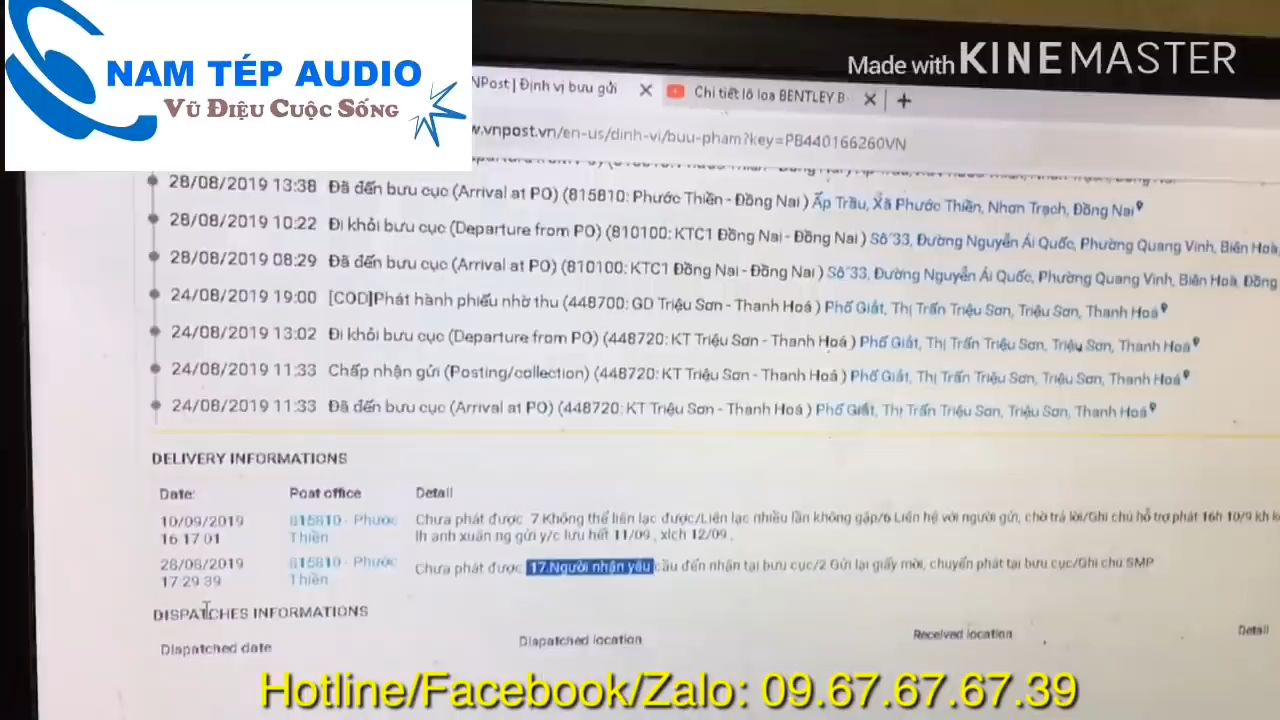 NAM TÉP AUDIO
VŨ ĐIỆU CUỘC SỐNG
Made with KINEMASTER
NPost | Định vị bưu gửi
Chi tiết lô loa BENTLEY B
w.vnpost.vn/en-us/dinh-vi/buu-pham?key=PB440166260VN
28/08/2019 13:38 Đã đến bưu cục (Arrival at PO) (815810: Phước Thiền - Đồng Nai ) Ấp Trầu, Xã Phước Thiền, Nhơn Trạch, Đồng Nai
28/08/2019 10:22 Đi khỏi bưu cục (Departure from PO) (810100: KTC1 Đồng Nai - Đồng Nai ) Số 33, Đường Nguyễn Ái Quốc, Phường Quang Vinh, Biên Hoà,
28/08/2019 08:29 Đã đến bưu cục (Arrival at PO) (810100: KTC1 Đồng Nai - Đồng Nai ) Số 33, Đường Nguyễn Ái Quốc, Phường Quang Vinh, Biên Hoà, Đồng
24/08/2019 19:00 [COD]Phát hành phiếu nhờ thu (448700: GD Triệu Sơn - Thanh Hoá ) Phố Giắt, Thị Trấn Triệu Sơn, Triệu Sơn, Thanh Hoá
24/08/2019 13:02 Đi khỏi bưu cục (Departure from PO) (448720: KT Triệu Sơn - Thanh Hoá ) Phố Giắt, Thị Trấn Triệu Sơn, Triệu Sơn, Thanh Hoá
24/08/2019 11:33 Chấp nhận gửi (Posting/collection) (448720: KT Triệu Sơn - Thanh Hoá ) Phố Giắt, Thị Trấn Triệu Sơn, Triệu Sơn, Thanh Hoá
24/08/2019 11:33 Đã đến bưu cục (Arrival at PO) (448720: KT Triệu Sơn - Thanh Hoá ) Phố Giắt, Thị Trấn Triệu Sơn, Triệu Sơn, Thanh Hoá
DELIVERY INFORMATIONS
Date: Post office Detail
10/09/2019 815810 - Phước Chưa phát được 7.Không thể liên lạc được/Liên lạc nhiều lần không gặp/6 Liên hệ với người gửi, chờ trả lời/Ghi chú hỗ trợ phát 16h 10/9 kh
16 17 01 Thiền lh anh xuân ng gửi y/c lưu hết 11/09 , xlch 12/09 .
28/08/2019 815810 - Phước Chưa phát được 17.Người nhận yêu cầu đến nhận tại bưu cục/2 Gửi lại giấy mời, chuyển phát tại bưu cục/Ghi chú SMP
17 29 39 Thiền
DISPATCHES INFORMATIONS
Dispatched date Dispatched location Received location Detail
Hotline/Facebook/Zalo: 09.67.67.67.39